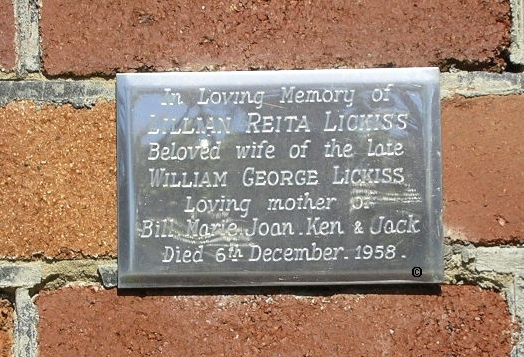 In Loving Memory of
LILLIAN REITA LICKISS
Beloved wife of the late
WILLIAM GEORGE LICKISS
Loving mother of
Bill. Marie. Joan. Ken & Jack
Died 6th December. 1958.
©